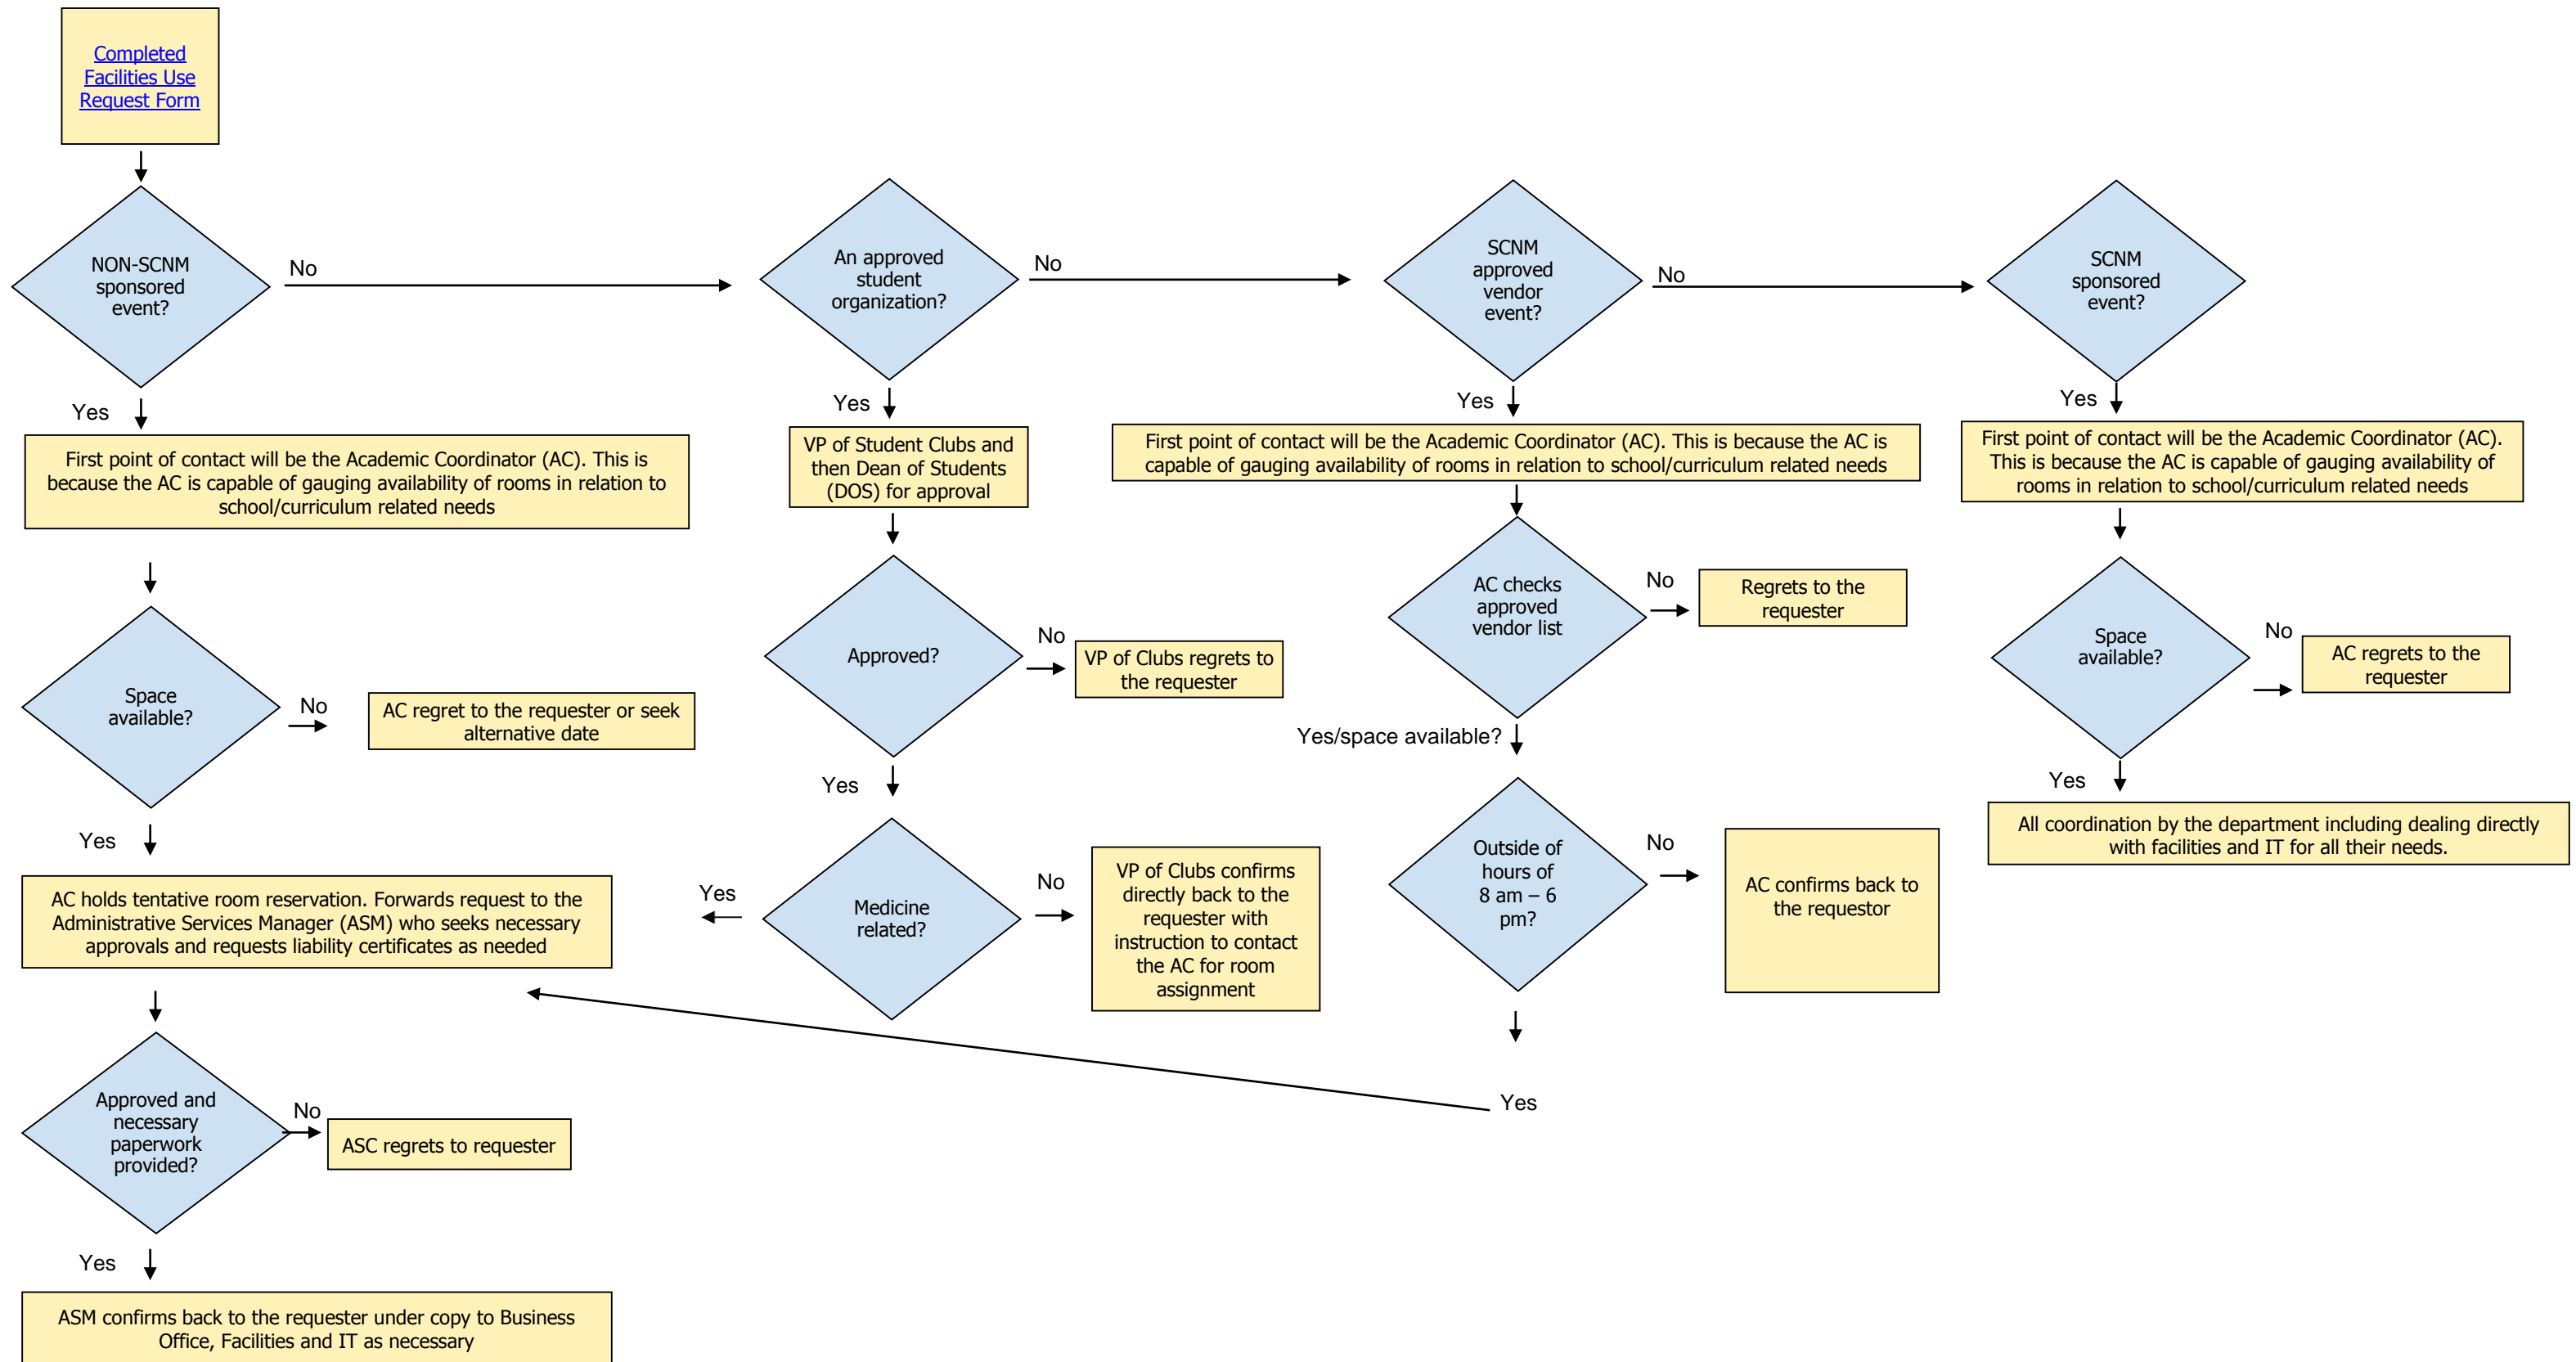 Completed
Facilities Use
Request Form
NON-SCNM
sponsored
event?
No
An approved
student
organization?
No
SCNM
approved
vendor
event?
No
SCNM
sponsored
event?
Yes
First point of contact will be the Academic Coordinator (AC). This is
because the AC is capable of gauging availability of rooms in relation to
school/curriculum related needs
Space
available?
No
AC regret to the requester or seek
alternative date
Yes
AC holds tentative room reservation. Forwards request to the
Administrative Services Manager (ASM) who seeks necessary
approvals and requests liability certificates as needed
Approved and
necessary
paperwork
provided?
No
ASC regrets to requester
Yes
ASM confirms back to the requester under copy to Business
Office, Facilities and IT as necessary
Yes
VP of Student Clubs and
then Dean of Students
(DOS) for approval
Approved?
No
VP of Clubs regrets to
the requester
Yes
Medicine
related?
Yes
No
VP of Clubs confirms
directly back to the
requester with
instruction to contact
the AC for room
assignment
Yes
First point of contact will be the Academic Coordinator (AC). This is because the AC is
capable of gauging availability of rooms in relation to school/curriculum related needs
AC checks
approved
vendor list
No
Regrets to the
requester
Yes/space available?
Outside of
hours of
8 am – 6
pm?
No
AC confirms back to
the requestor
Yes
Yes
First point of contact will be the Academic Coordinator (AC).
This is because the AC is capable of gauging availability of
rooms in relation to school/curriculum related needs
Space
available?
No
AC regrets to the
requester
Yes
All coordination by the department including dealing directly
with facilities and IT for all their needs.